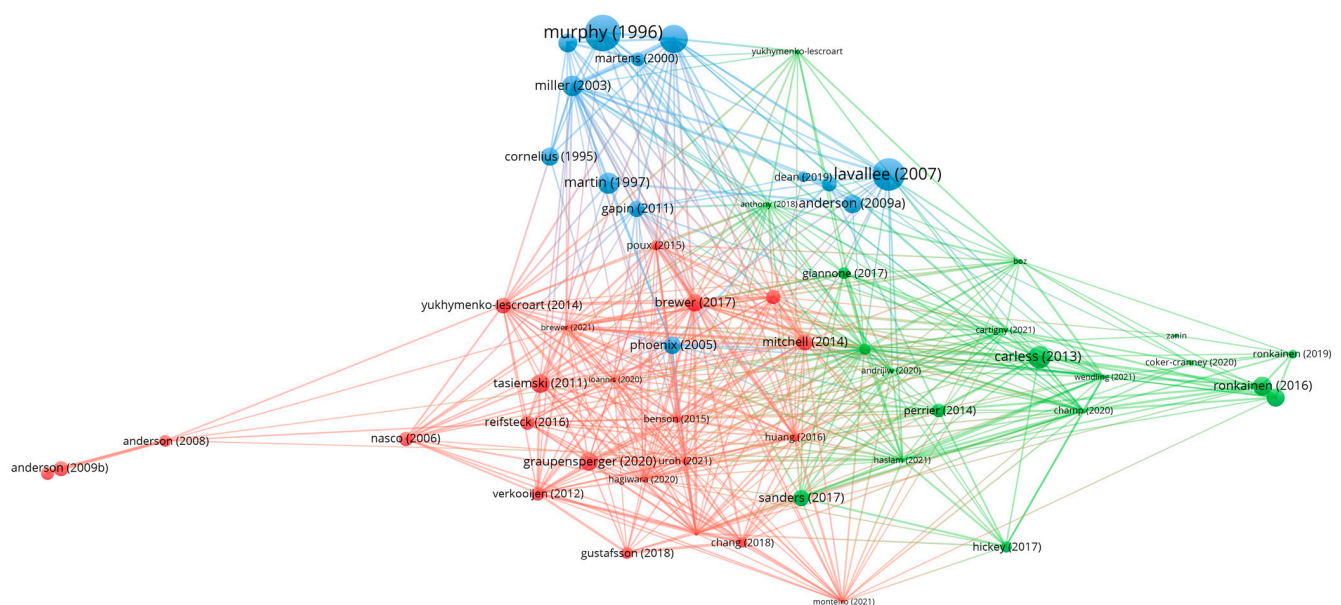 murphy (1996)
yukhymenko-lescroart
martens (2000)
miller (2003)
cornelius (1995)
martin (1997)
dean (2019)
lavallee (2007)
anthony (2018)
anderson (2009a)
gapin (2011)
poux (2015)
boz
giannone (2017)
yukhymenko-lescroart (2014)
brewer (2017)
brewer (2021)
cartigny (2021)
zanin
phoenix (2005)
mitchell (2014)
carless (2013)
ronkainen (2019)
coker-cranney (2020)
andrijiw (2020)
wendling (2021)
tasiemski (2011)
ioannis (2020)
ronkainen (2016)
perrier (2014)
champ (2020)
reifsteck (2016)
benson (2015)
anderson (2008)
nasco (2006)
huang (2016)
anderson (2009b)
graupensperger (2020)
uroh (2021)
haslam (2021)
hagiwara (2020)
verkooijen (2012)
sanders (2017)
chang (2018)
gustafsson (2018)
hickey (2017)
monteiro (2021)